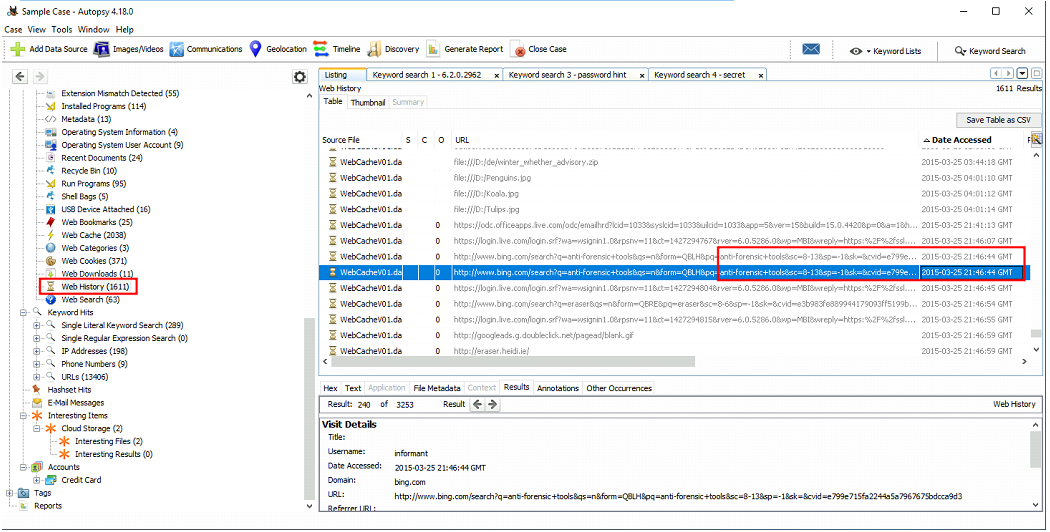 Sample Case - Autopsy 4.18.0
Case View Tools Window Help
Add Data Source Images/Videos Communications Geolocation Timeline Discovery Generate Report Close Case Keyword Lists Keyword Search
Extension Mismatch Detected (55)
Installed Programs (114)
Metadata (13)
Operating System Information (4)
Operating System User Account (9)
Recent Documents (24)
Recycle Bin (10)
Run Programs (95)
Shell Bags (5)
USB Device Attached (16)
Web Bookmarks (25)
Web Cache (2038)
Web Categories (3)
Web Cookies (371)
Web Downloads (11)
Web History (1611)
Web Search (63)
Keyword Hits
Single Literal Keyword Search (289)
Single Regular Expression Search (0)
IP Addresses (198)
Phone Numbers (9)
URLs (13406)
Hashset Hits
E-Mail Messages
Interesting Items
Cloud Storage (2)
Interesting Files (2)
Interesting Results (0)
Accounts
Credit Card
Tags
Reports
Listing Keyword search 1 - 6.2.0.2962 x Keyword search 3 - password hint x Keyword search 4 - secret x
Web History 1611 Results
Table Thumbnail Summary
Save Table as CSV
Source File S C O URL Date Accessed
WebCacheV01.da file:///D:/de/winter_whether_advisory.zip 2015-03-25 03:44:18 GMT
WebCacheV01.da file:///D:/Penguins.jpg 2015-03-25 04:01:10 GMT
WebCacheV01.da file:///D:/Koala.jpg 2015-03-25 04:01:12 GMT
WebCacheV01.da file:///D:/Tulips.jpg 2015-03-25 04:01:14 GMT
WebCacheV01.da 0 https://odc.officeapps.live.com/odc/emailhrd?lcid=1033&syslcid=1033&uilcid=1033&app=5&ver=15&build=15.0.4420&p=0&a=1&h... 2015-03-25 21:41:13 GMT
WebCacheV01.da 0 https://login.live.com/login.srf?wa=wsignin1.0&rpsnv=11&ct=1427294767&rver=6.0.5286.0&wp=MBI&wreply=https:%2F%2fssl.... 2015-03-25 21:46:07 GMT
WebCacheV01.da 0 http://www.bing.com/search?q=anti-forensic+tools&qs=n&form=QBLH&pq=anti-forensic+tools&sc=8-13&sp=-1&sk=&cvid=e799e... 2015-03-25 21:46:44 GMT
WebCacheV01.da 0 http://www.bing.com/search?q=anti-forensic+tools&qs=n&form=QBLH&pq=anti-forensic+tools&sc=8-13&sp=-1&sk=&cvid=e799e... 2015-03-25 21:46:44 GMT
WebCacheV01.da 0 https://login.live.com/login.srf?wa=wsignin1.0&rpsnv=11&ct=1427294804&rver=6.0.5286.0&wp=MBI&wreply=https:%2F%2fssl.... 2015-03-25 21:46:45 GMT
WebCacheV01.da 0 http://www.bing.com/search?q=eraser&qs=n&form=QBRE&pq=eraser&sc=8-6&sp=-1&sk=&cvid=e3b983fe889944179093ff5199b... 2015-03-25 21:46:54 GMT
WebCacheV01.da 0 https://login.live.com/login.srf?wa=wsignin1.0&rpsnv=11&ct=1427294815&rver=6.0.5286.0&wp=MBI&wreply=https:%2F%2fssl.... 2015-03-25 21:46:55 GMT
WebCacheV01.da 0 http://googleads.g.doubleclick.net/pagead/blank.gif 2015-03-25 21:46:59 GMT
WebCacheV01.da 0 http://eraser.heidi.ie/ 2015-03-25 21:46:59 GMT
Hex Text Application File Metadata Context Results Annotations Other Occurrences
Result: 240 of 3253 Result Web History
Visit Details
Title:
Username: informant
Date Accessed: 2015-03-25 21:46:44 GMT
Domain: bing.com
URL: http://www.bing.com/search?q=anti-forensic+tools&qs=n&form=QBLH&pq=anti-forensic+tools&sc=8-13&sp=-1&sk=&cvid=e799e715fa2244a5a7967675bdcca9d3
Referrer URL: